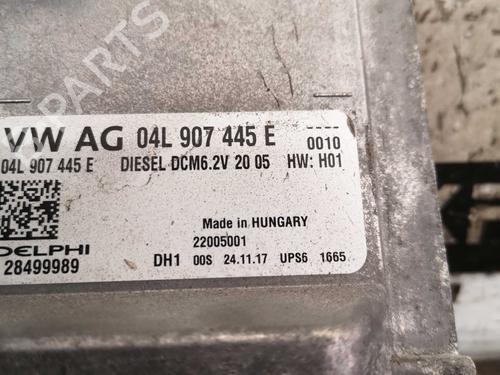 VW AG 04L 907 445 E
----
0010
04L 907 445 E DIESEL DCM6.2V 20 05 HW: H01
Made in HUNGARY
22005001
DELPHI
28499989
DH1 00S 24.11.17 UPS6 1665